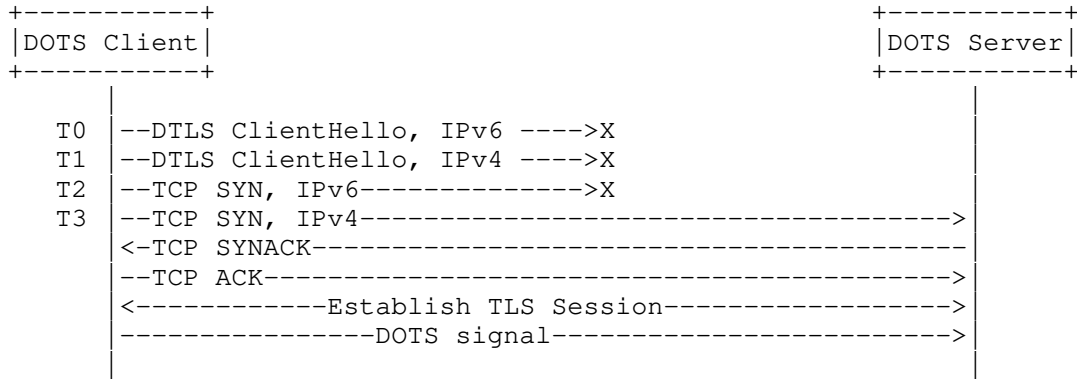 +-----------+                                         +-----------+
|DOTS Client|                                         |DOTS Server|
+-----------+                                         +-----------+
      |                                                     |
   T0 |--DTLS ClientHello, IPv6 ---->X                      |
   T1 |--DTLS ClientHello, IPv4 ---->X                      |
   T2 |--TCP SYN, IPv6-------------->X                      |
   T3 |--TCP SYN, IPv4------------------------------------->|
      |<-TCP SYNACK-----------------------------------------|
      |--TCP ACK------------------------------------------->|
      |<------------Establish TLS Session------------------>|
      |----------------DOTS signal------------------------->|
      |                                                     |